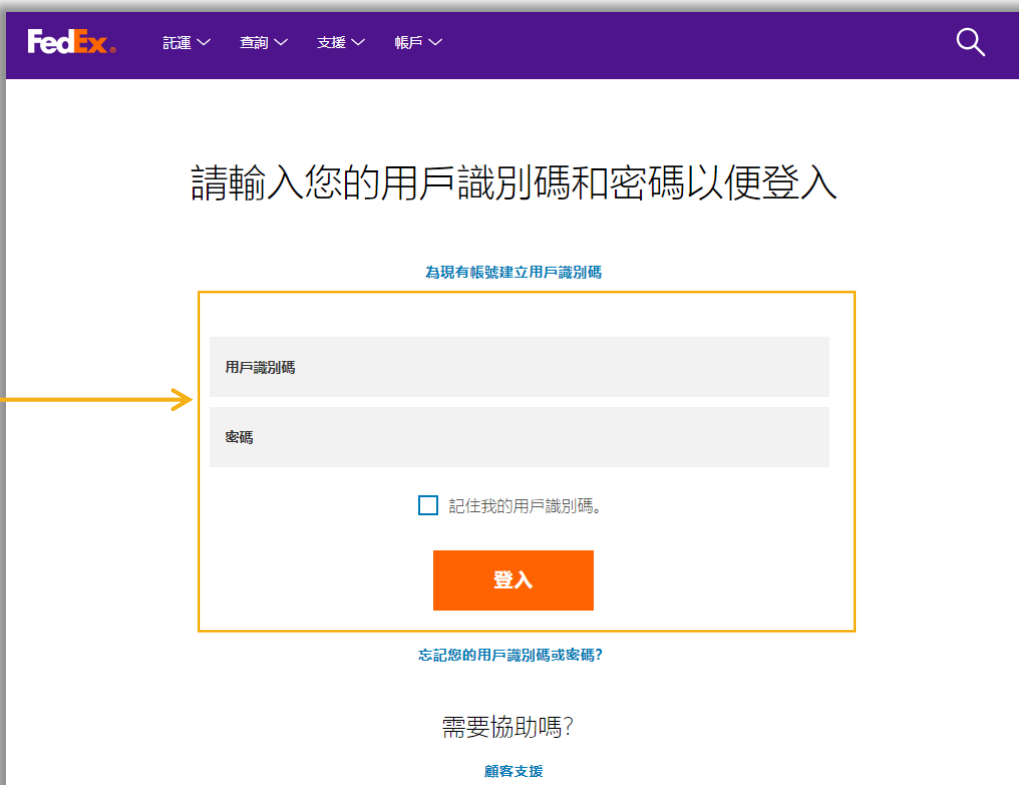 FedEx® 託運 查詢 支援 帳戶
請輸入您的用戶識別碼和密碼以便登入
為現有帳號建立用戶識別碼
用戶識別碼
密碼
記住我的用戶識別碼。
登入
忘記您的用戶識別碼或密碼?
需要協助嗎?
顧客支援